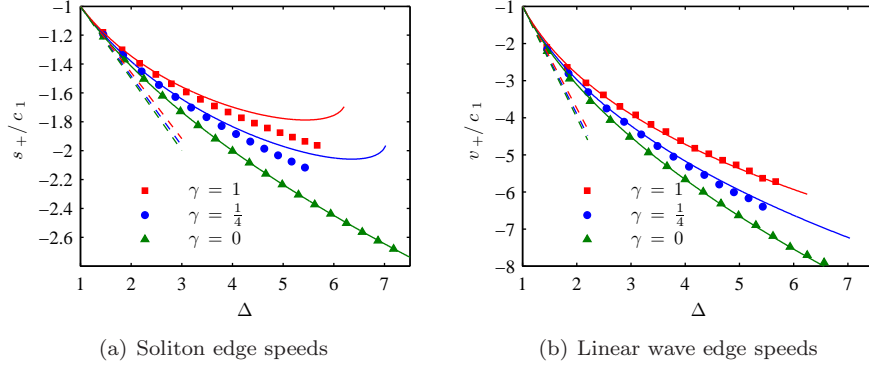 −1
−1.2
−1.4
−1.6
−1.8
−2
−2.2
−2.4
−2.6
s+/c1
1 2 3 4 5 6 7
Δ
γ = 1
γ = 1/4
γ = 0
(a) Soliton edge speeds
−1
−2
−3
−4
−5
−6
−7
−8
v+/c1
1 2 3 4 5 6 7
Δ
γ = 1
γ = 1/4
γ = 0
(b) Linear wave edge speeds